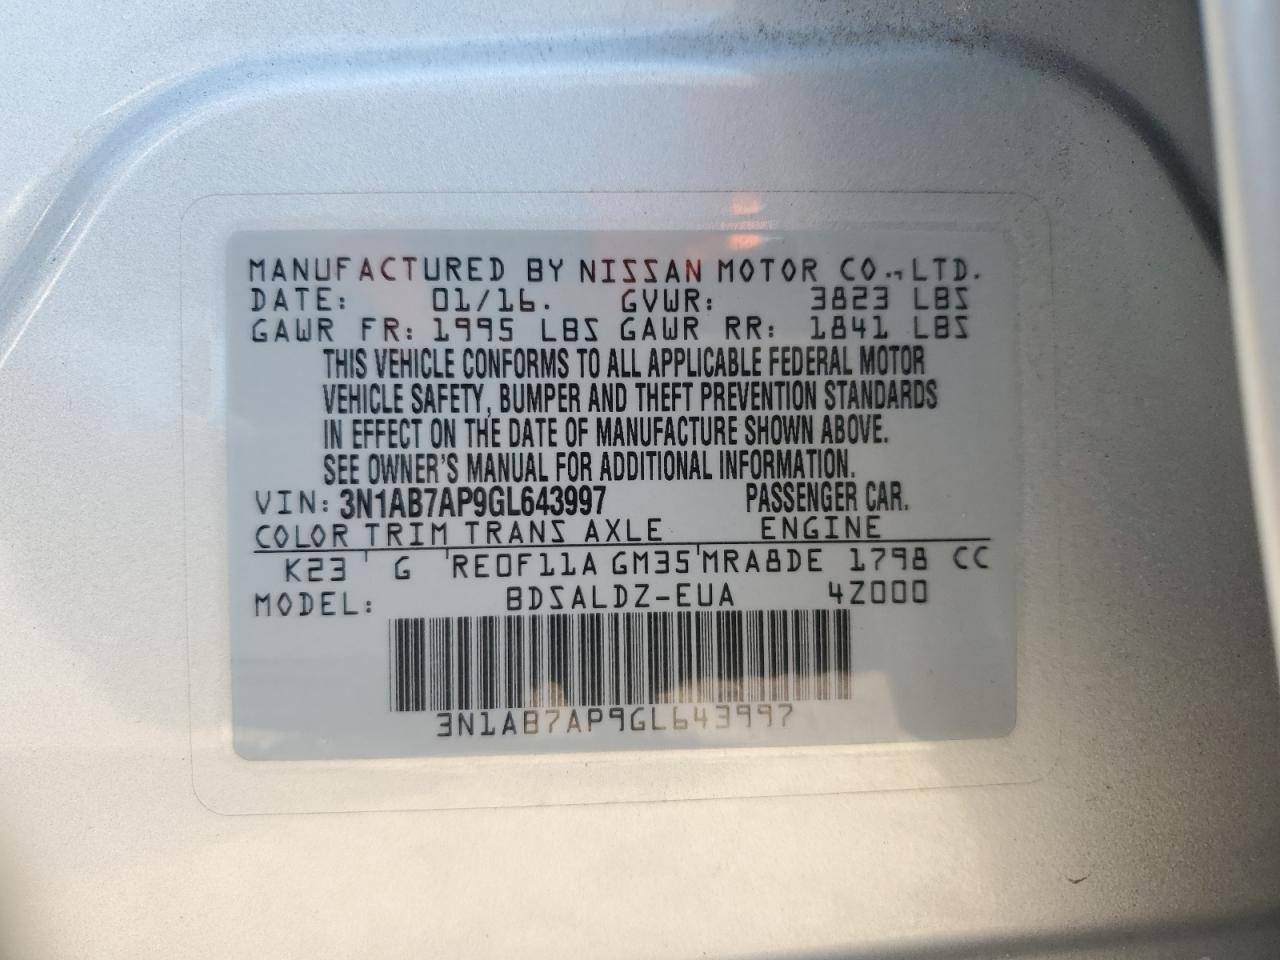 MANUFACTURED BY NISSAN MOTOR CO., LTD.
DATE: 01/16. GVWR: 3823 LBS
GAWR FR: 1995 LBS GAWR RR: 1841 LBS
THIS VEHICLE CONFORMS TO ALL APPLICABLE FEDERAL MOTOR
VEHICLE SAFETY, BUMPER AND THEFT PREVENTION STANDARDS
IN EFFECT ON THE DATE OF MANUFACTURE SHOWN ABOVE.
SEE OWNER'S MANUAL FOR ADDITIONAL INFORMATION.
VIN: 3N1AB7AP9GL643997 PASSENGER CAR.
COLOR TRIM TRANS AXLE ENGINE
K23 G RE0F11A GM35 MRA8DE 1798 CC
MODEL: BDSALDZ-EUA 4Z000
3N1AB7AP9GL643997